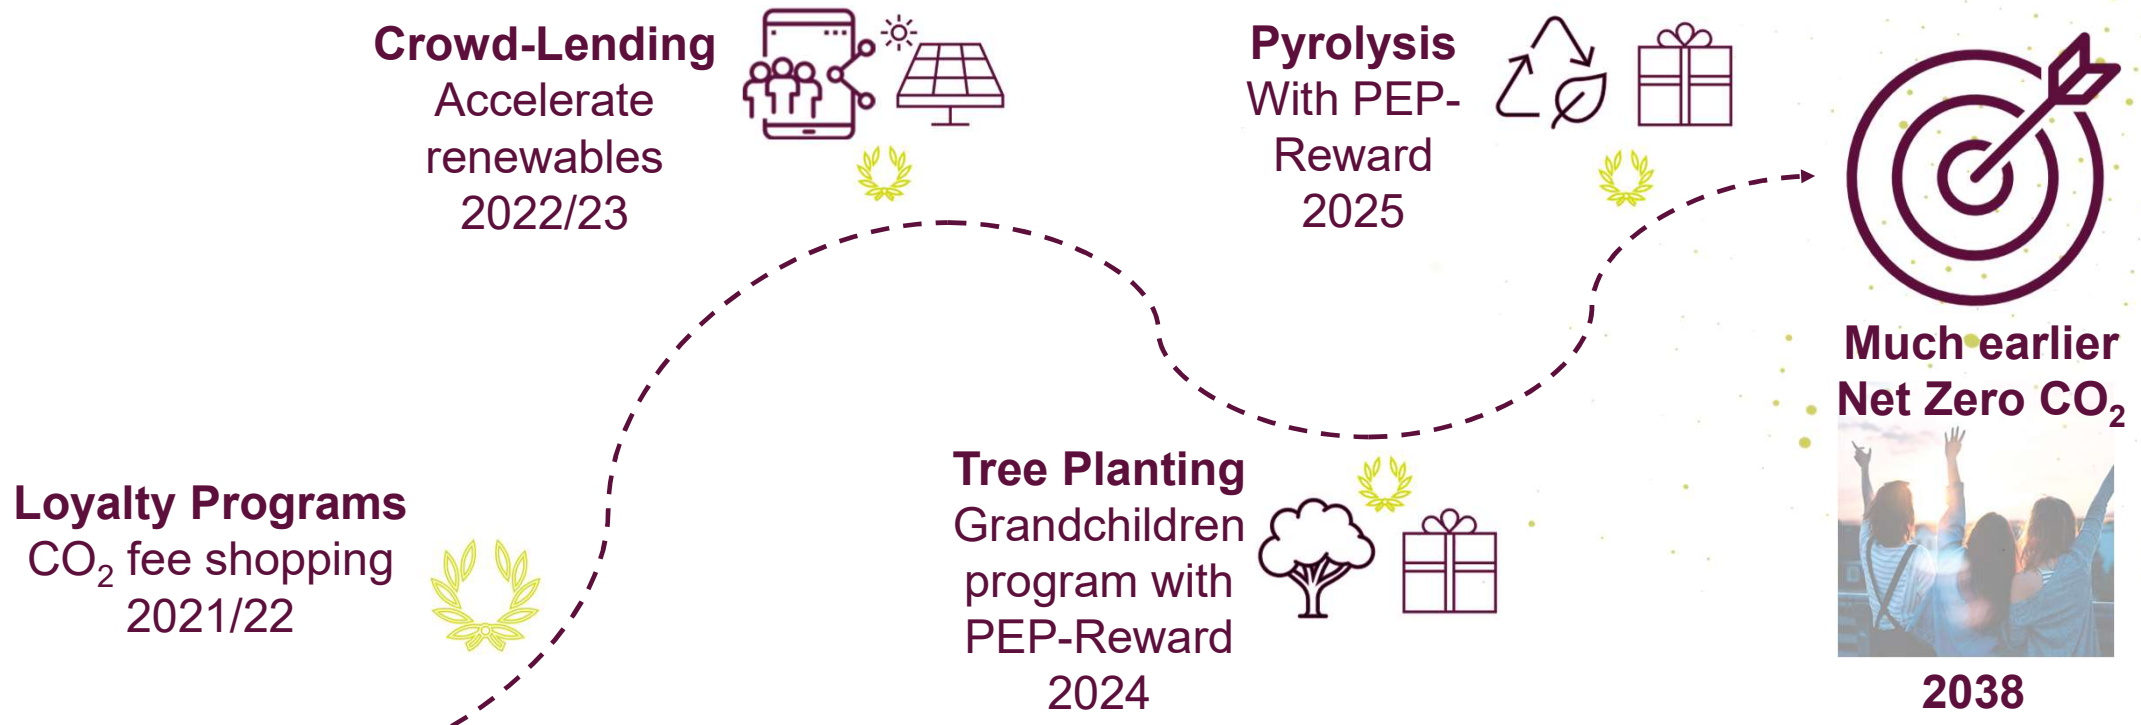 Loyalty Programs
CO₂ fee shopping
2021/22
Crowd-Lending
Accelerate
renewables
2022/23
Tree Planting
Grandchildren
program with
PEP-Reward
2024
Pyrolysis
With PEP-
Reward
2025
Much earlier
Net Zero CO₂
2038